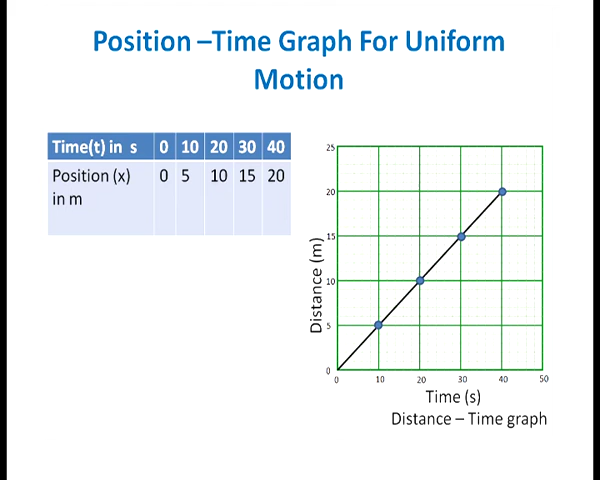 Position –Time Graph For Uniform
Motion
Time(t) in s 0 10 20 30 40
Position (x) 0 5 10 15 20
in m
25
20
15
10
5
0
Distance (m)
0 10 20 30 40 50
Time (s)
Distance – Time graph